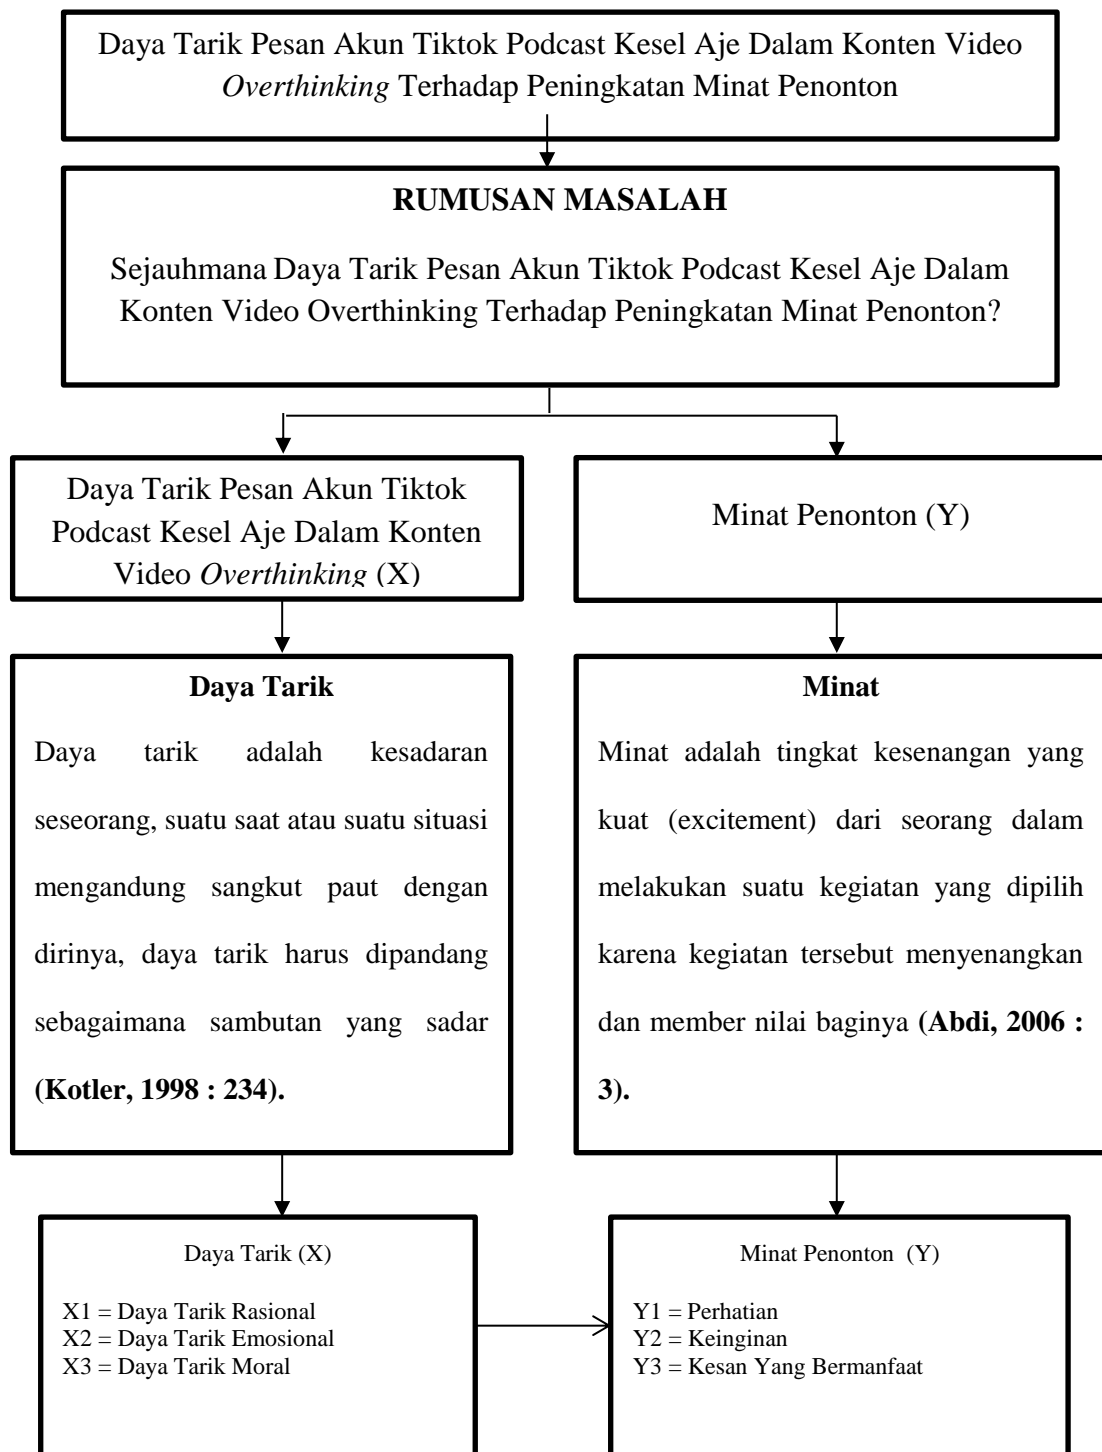 Daya Tarik Pesan Akun Tiktok Podcast Kesel Aje Dalam Konten Video
Overthinking Terhadap Peningkatan Minat Penonton
RUMUSAN MASALAH
Sejauhmana Daya Tarik Pesan Akun Tiktok Podcast Kesel Aje Dalam
Konten Video Overthinking Terhadap Peningkatan Minat Penonton?
Daya Tarik Pesan Akun Tiktok
Podcast Kesel Aje Dalam Konten
Video Overthinking (X)
Minat Penonton (Y)
Daya Tarik
Daya tarik adalah kesadaran
seseorang, suatu saat atau suatu situasi
mengandung sangkut paut dengan
dirinya, daya tarik harus dipandang
sebagaimana sambutan yang sadar
(Kotler, 1998 : 234).
Minat
Minat adalah tingkat kesenangan yang
kuat (excitement) dari seorang dalam
melakukan suatu kegiatan yang dipilih
karena kegiatan tersebut menyenangkan
dan member nilai baginya (Abdi, 2006 :
3).
Daya Tarik (X)
X1 = Daya Tarik Rasional
X2 = Daya Tarik Emosional
X3 = Daya Tarik Moral
Minat Penonton (Y)
Y1 = Perhatian
Y2 = Keinginan
Y3 = Kesan Yang Bermanfaat